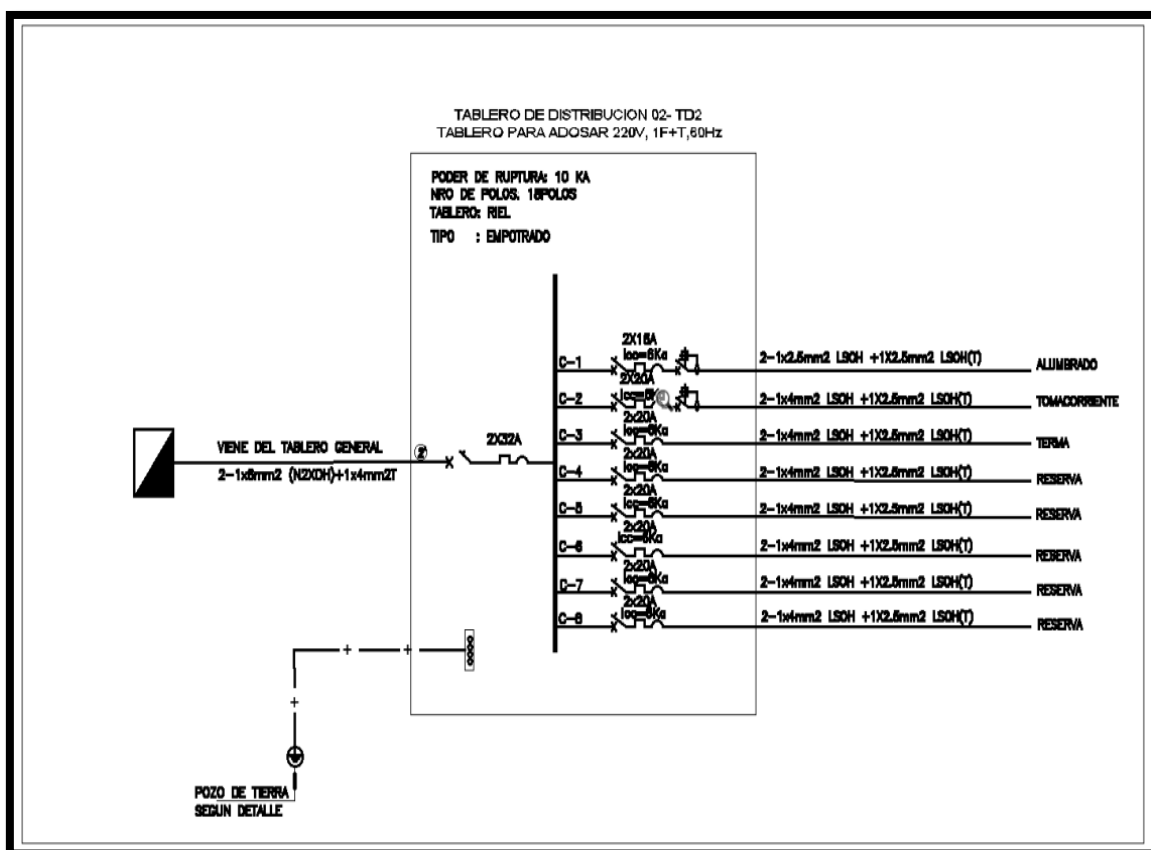 TABLERO DE DISTRIBUCION 02- TD2
TABLERO PARA ADOSAR 220V, 1F+T,60Hz
PODER DE RUPTURA: 10 KA
NRO DE POLOS. 18POLOS
TABLERO: RIEL
TIPO : EMPOTRADO
2X15A
Icc=6Ka
C-1
2-1x2.5mm2 LSOH +1X2.5mm2 LSOH(T)
ALUMBRADO
2X20A
C-2
2-1x4mm2 LSOH +1X2.5mm2 LSOH(T)
TOMACORRIENTE
2x20A
Icc=6Ka
C-3
2-1x4mm2 LSOH +1X2.5mm2 LSOH(T)
TERMA
2x20A
Icc=6Ka
C-4
2-1x4mm2 LSOH +1X2.5mm2 LSOH(T)
RESERVA
2x20A
Icc=6Ka
C-5
2-1x4mm2 LSOH +1X2.5mm2 LSOH(T)
RESERVA
2x20A
Icc=6Ka
C-6
2-1x4mm2 LSOH +1X2.5mm2 LSOH(T)
RESERVA
2x20A
Icc=6Ka
C-7
2-1x4mm2 LSOH +1X2.5mm2 LSOH(T)
RESERVA
2x20A
Icc=6Ka
C-8
2-1x4mm2 LSOH +1X2.5mm2 LSOH(T)
RESERVA
VIENE DEL TABLERO GENERAL
2-1x6mm2 (N2XOH)+1x4mm2T
2X32A
POZO DE TIERRA
SEGUN DETALLE